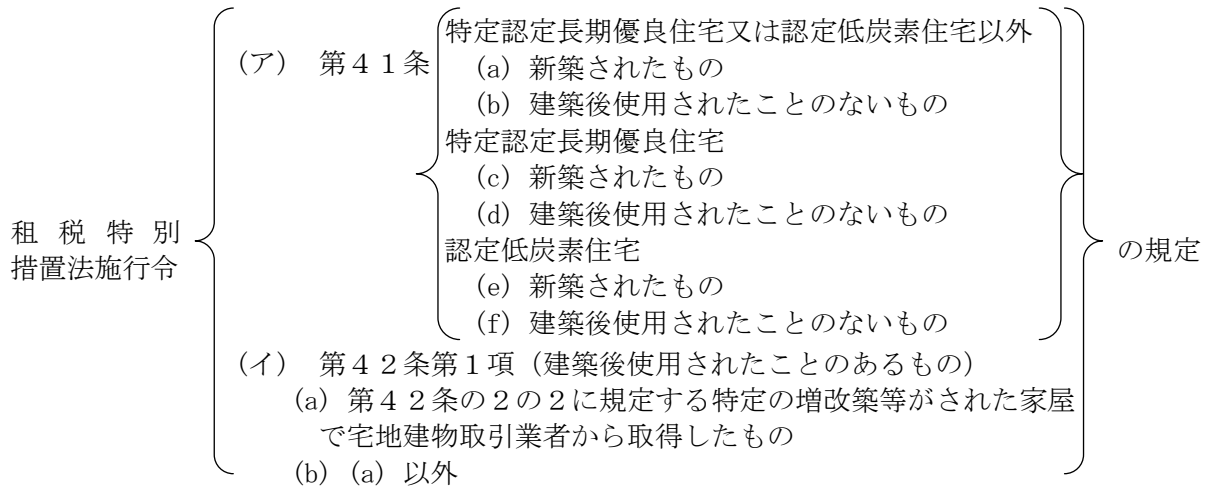 特定認定長期優良住宅又は認定低炭素住宅以外
(ア) 第41条
(a) 新築されたもの
(b) 建築後使用されたことのないもの
特定認定長期優良住宅
(c) 新築されたもの
(d) 建築後使用されたことのないもの
認定低炭素住宅
(e) 新築されたもの
(f) 建築後使用されたことのないもの
租税特別
措置法施行令
の規定
(イ) 第42条第1項(建築後使用されたことのあるもの)
(a) 第42条の2の2に規定する特定の増改築等がされた家屋
で宅地建物取引業者から取得したもの
(b) (a) 以外